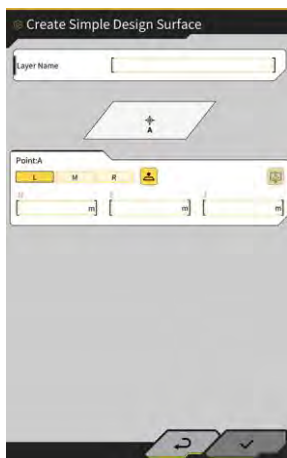 Create Simple Design Surface
Layer Name
A
Point:A
L M R
m m m